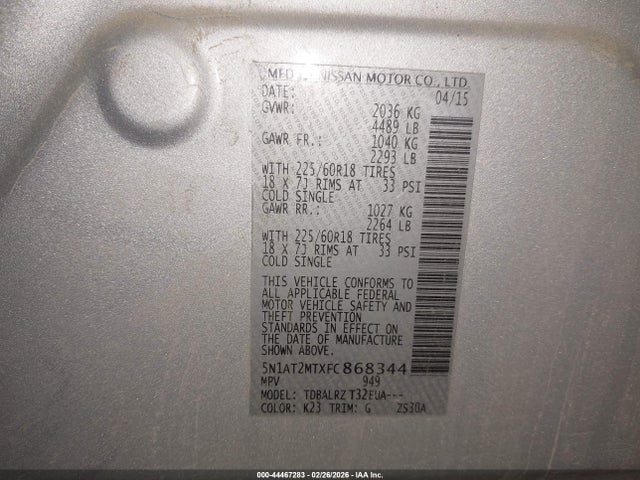 MFD NISSAN MOTOR CO., LTD.
DATE: 04/15
GVWR: 2036 KG
4489 LB
GAWR FR.: 1040 KG
2293 LB
WITH 225/60R18 TIRES
18 X 7J RIMS AT 33 PSI
COLD SINGLE
GAWR RR.: 1027 KG
2264 LB
WITH 225/60R18 TIRES
18 X 7J RIMS AT 33 PSI
COLD SINGLE
THIS VEHICLE CONFORMS TO
ALL APPLICABLE FEDERAL
MOTOR VEHICLE SAFETY AND
THEFT PREVENTION
STANDARDS IN EFFECT ON
THE DATE OF MANUFACTURE
SHOWN ABOVE.
5N1AT2MTXFC868344
MPV 949
MODEL: TDBALRZ T32EUA---
COLOR: K23 TRIM: G ZS30A
000-44467283 - 02/26/2026 - IAA Inc.